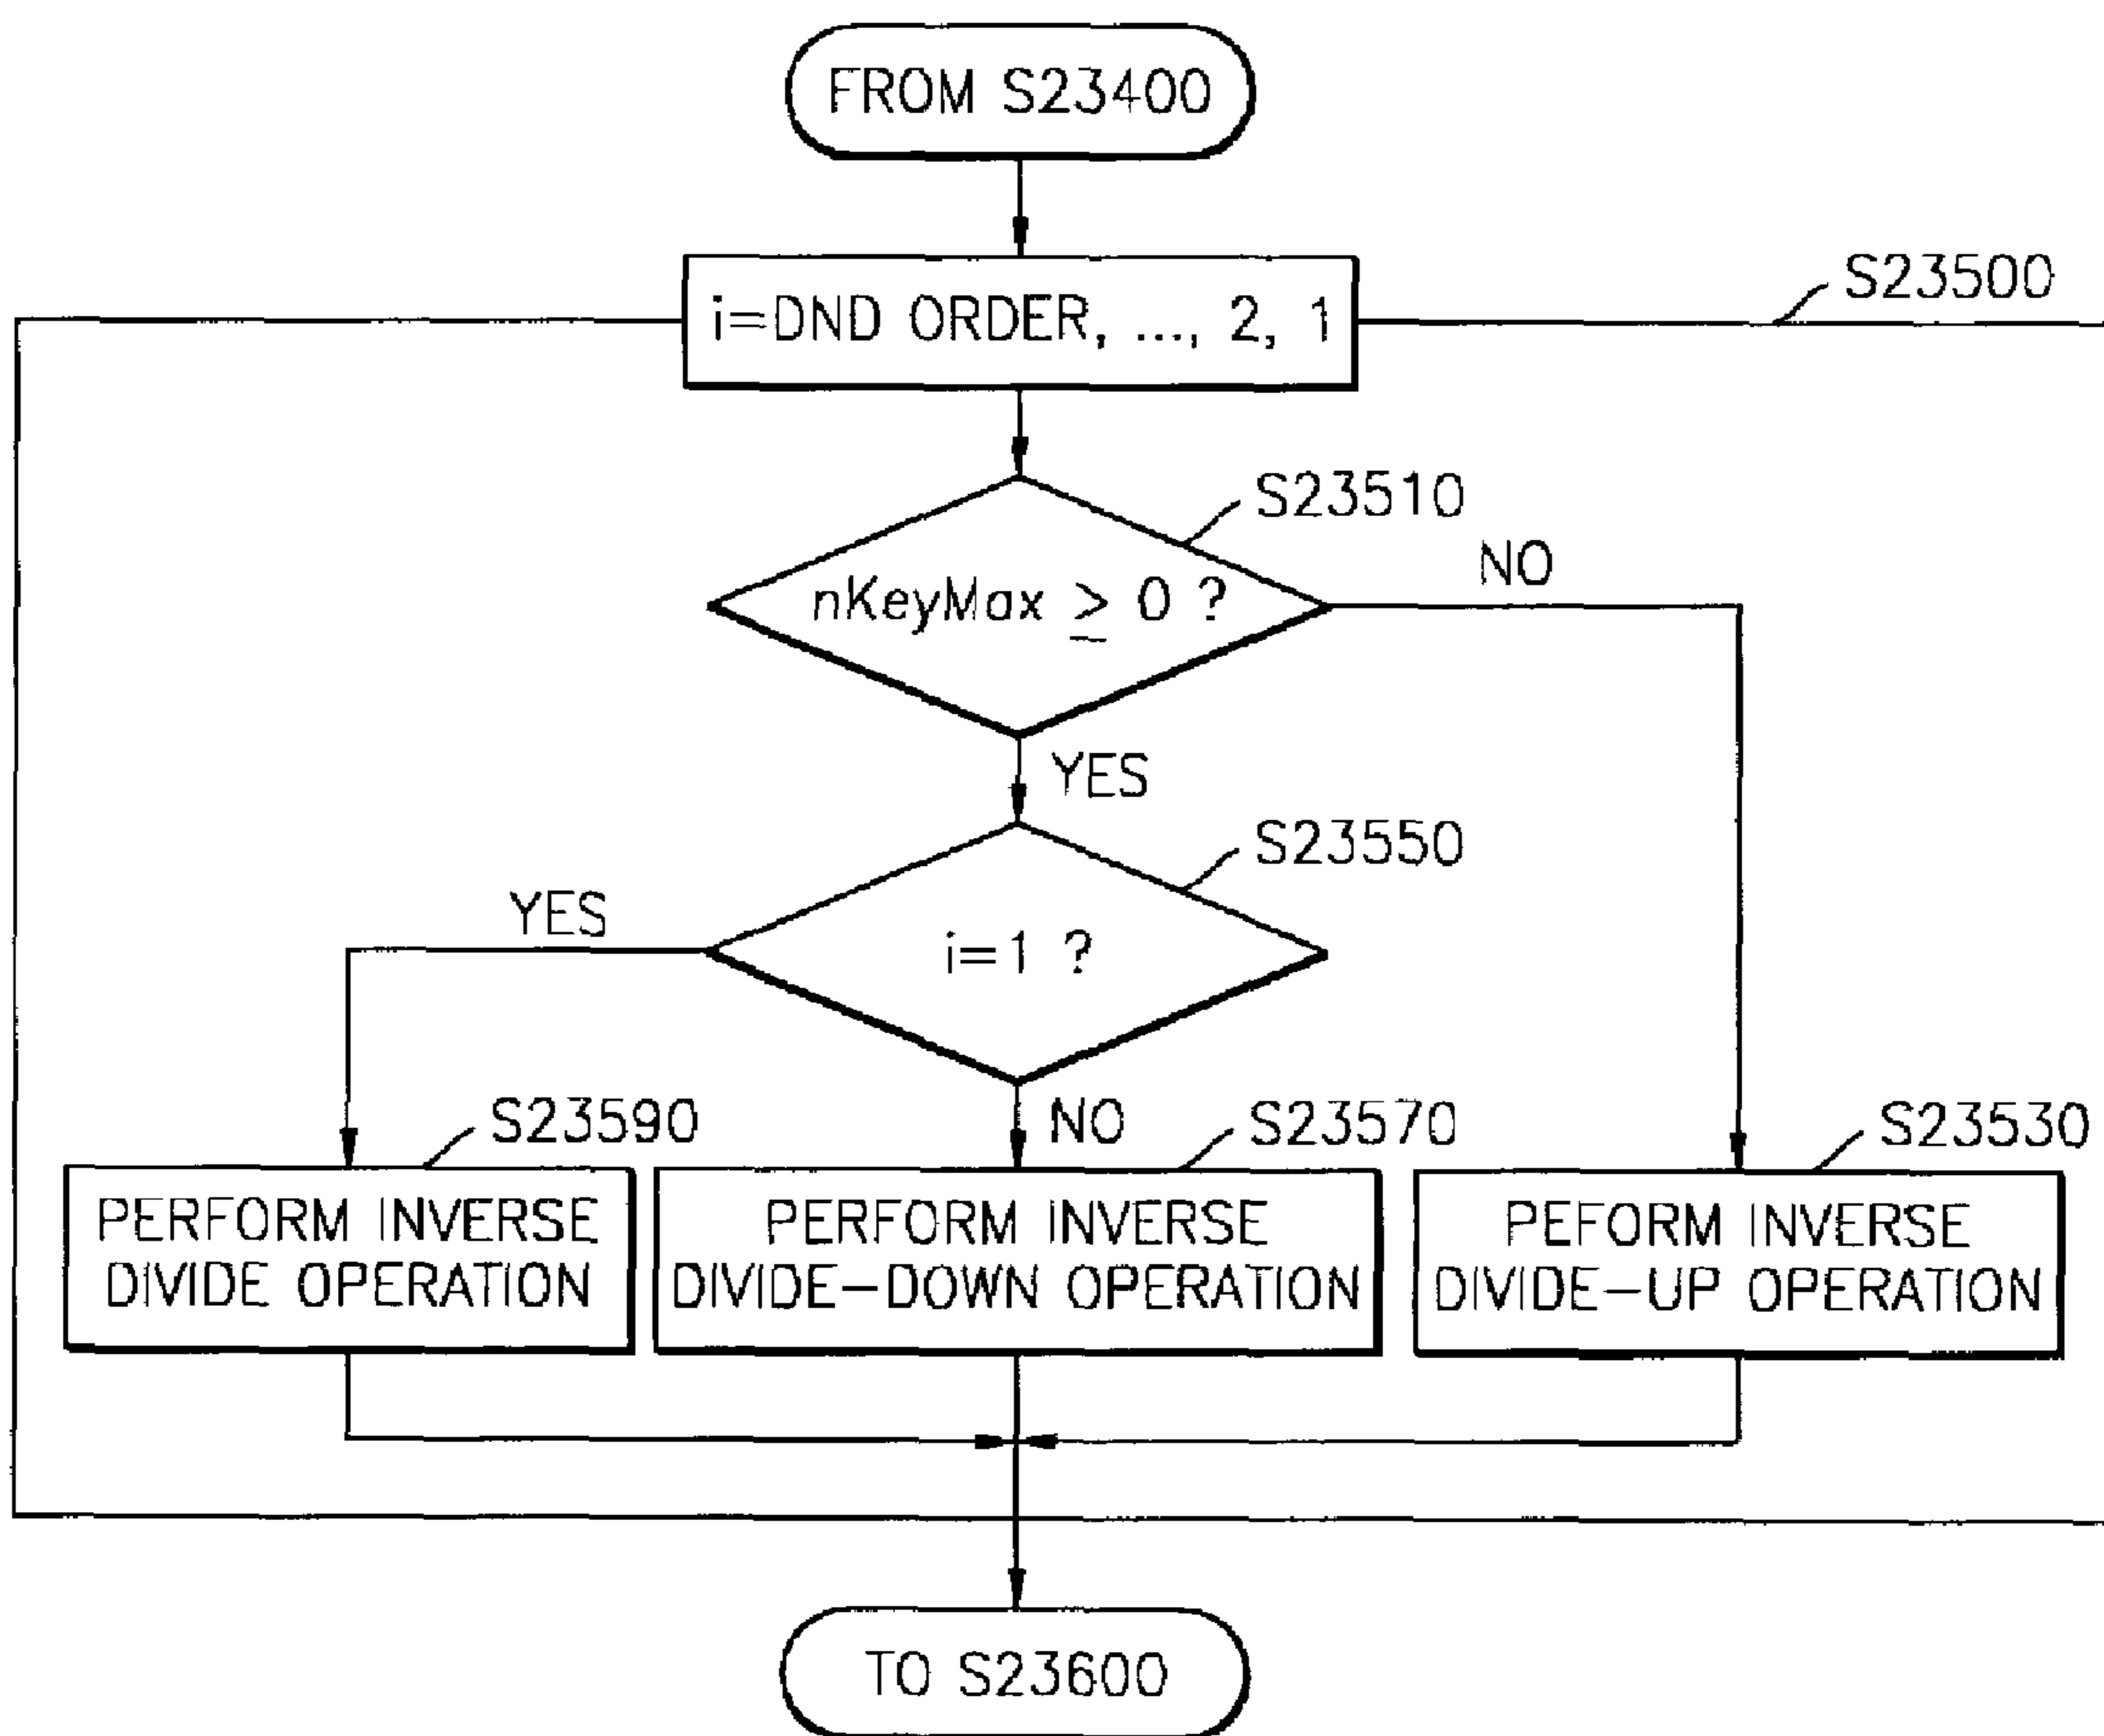 FROM S23400
i=DND ORDER, ..., 2, 1
S23500
S23510
nKeyMax ≥ 0 ?
NO
YES
S23550
i=1 ?
YES
NO
S23590
PERFORM INVERSE
DIVIDE OPERATION
S23570
PERFORM INVERSE
DIVIDE-DOWN OPERATION
S23530
PEFORM INVERSE
DIVIDE-UP OPERATION
TO S23600